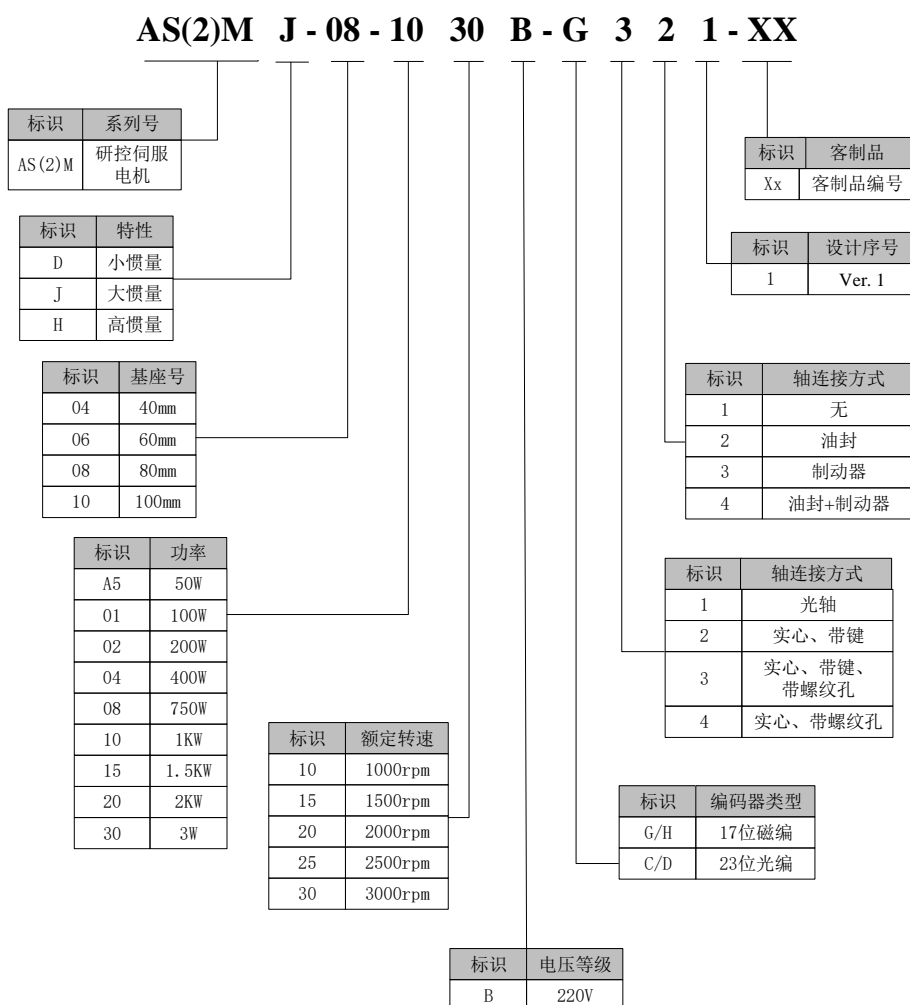 AS(2)M J - 08 - 10 30 B - G 3 2 1 - XX
标识 系列号
AS(2)M 研控伺服
电机
标识 特性
D 小惯量
J 大惯量
H 高惯量
标识 基座号
04 40mm
06 60mm
08 80mm
10 100mm
标识 功率
A5 50W
01 100W
02 200W
04 400W
08 750W
10 1KW
15 1.5KW
20 2KW
30 3W
标识 额定转速
10 1000rpm
15 1500rpm
20 2000rpm
25 2500rpm
30 3000rpm
标识 电压等级
B 220V
标识 编码器类型
G/H 17位磁编
C/D 23位光编
标识 轴连接方式
1 光轴
2 实心、带键
3 实心、带键、
带螺纹孔
4 实心、带螺纹孔
标识 轴连接方式
1 无
2 油封
3 制动器
4 油封+制动器
标识 设计序号
1 Ver. 1
标识 客制品
Xx 客制品编号